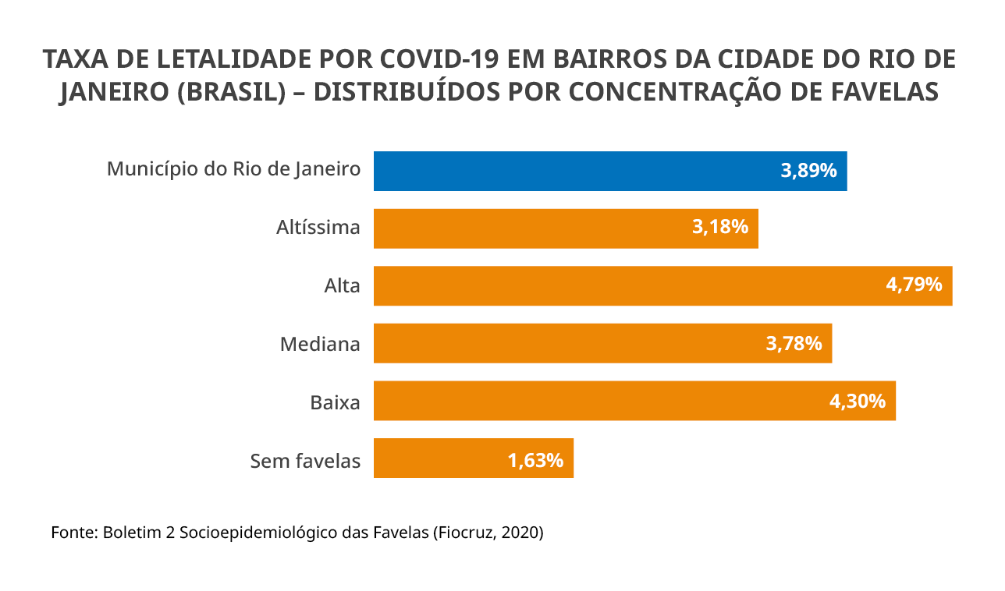 TAXA DE LETALIDADE POR COVID-19 EM BAIRROS DA CIDADE DO RIO DE
JANEIRO (BRASIL) – DISTRIBUÍDOS POR CONCENTRAÇÃO DE FAVELAS
Município do Rio de Janeiro 3,89%
Altíssima 3,18%
Alta 4,79%
Mediana 3,78%
Baixa 4,30%
Sem favelas 1,63%
Fonte: Boletim 2 Socioepidemiológico das Favelas (Fiocruz, 2020)